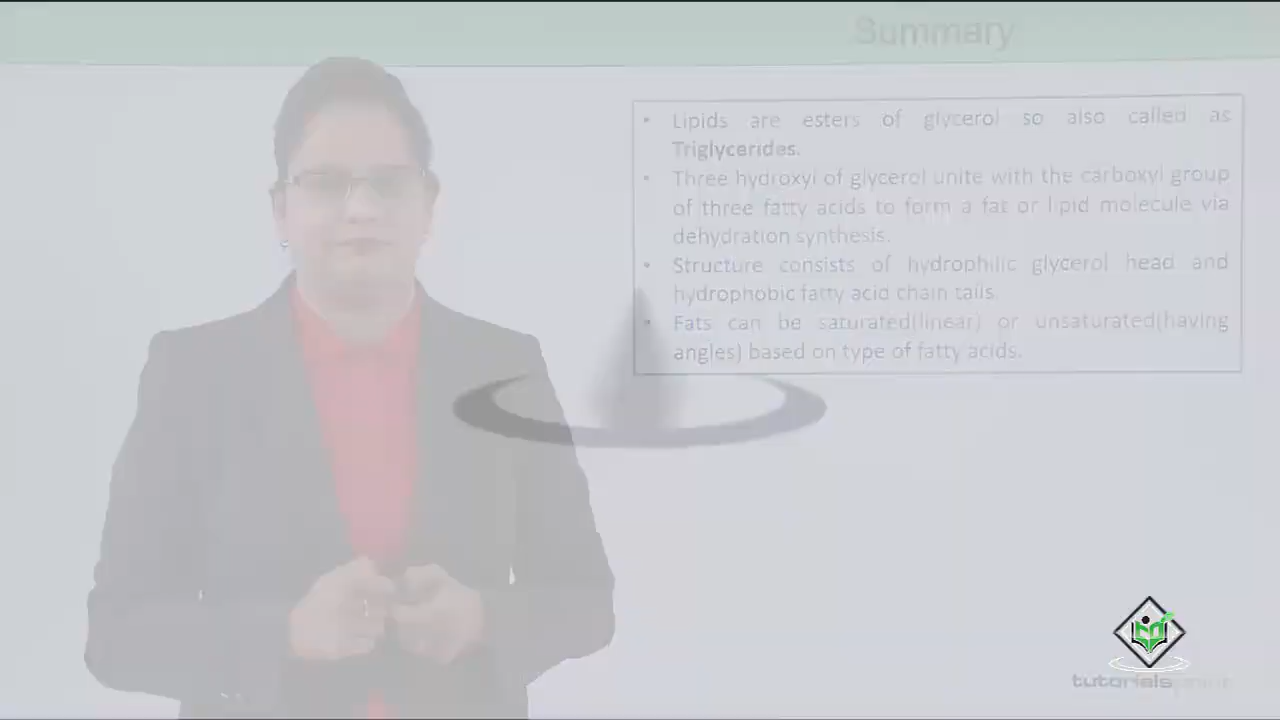 Summary
• Lipids are esters of glycerol so also called as
Triglycerides.
• Three hydroxyl of glycerol unite with the carboxyl group
of three fatty acids to form a fat or lipid molecule via
dehydration synthesis.
• Structure consists of hydrophilic glycerol head and
hydrophobic fatty acid chain tails
• Fats can be saturated(linear) or unsaturated(having
angles) based on type of fatty acids.
tutorialspoint